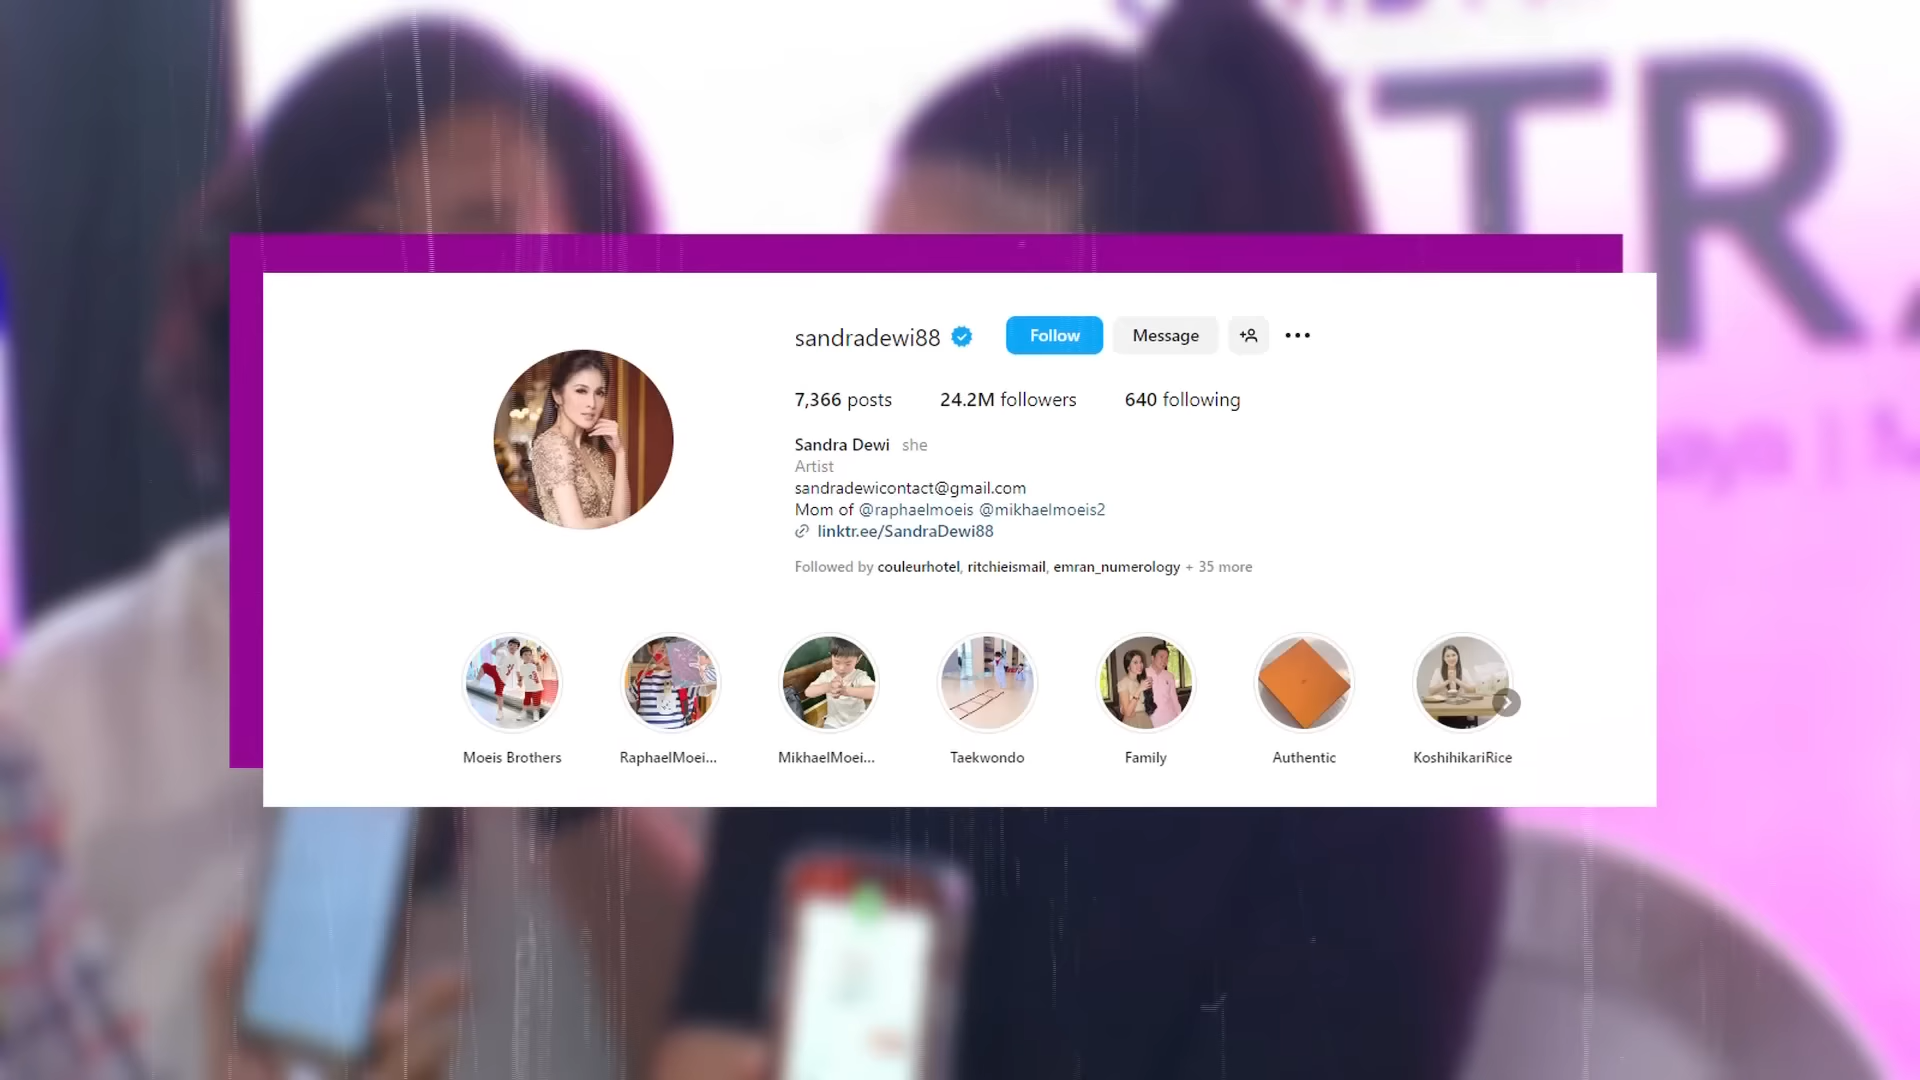 TR
sandradewi88 Follow Message
7,366 posts 24.2M followers 640 following
Sandra Dewi she
Artist
sandradewicontact@gmail.com
Mom of @raphaelmoeis @mikhaelmoeis2
linktr.ee/SandraDewi88
Followed by couleurhotel, ritchieismail, emran_numerology + 35 more
Moeis Brothers RaphaelMoei... MikhaelMoei... Taekwondo Family Authentic KoshihikariRice